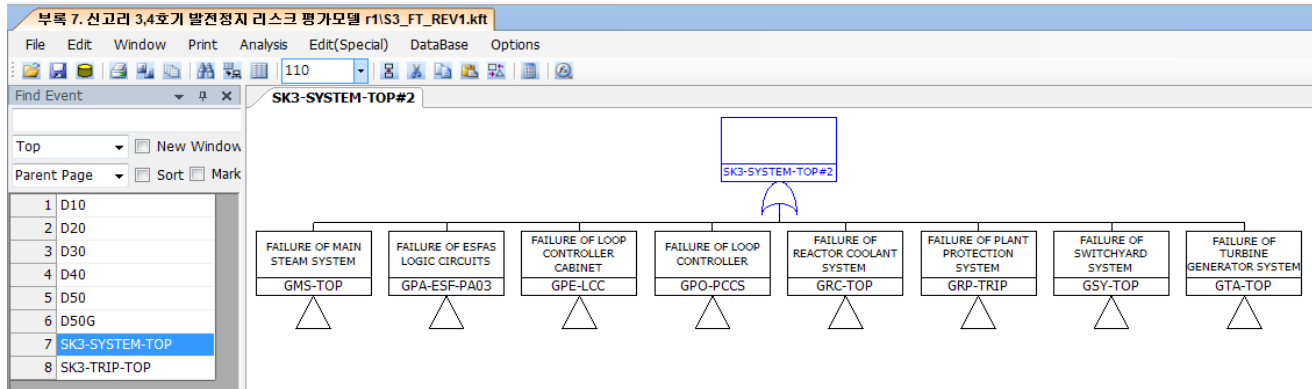 부록 7. 신고리 3,4호기 발전정지 리스크 평가모델 r1\S3_FT_REV1.kft
File Edit Window Print Analysis Edit(Special) DataBase Options
110
Find Event
SK3-SYSTEM-TOP#2
Top New Window
Parent Page Sort Mark
1 D10
2 D20
3 D30
4 D40
5 D50
6 D50G
7 SK3-SYSTEM-TOP
8 SK3-TRIP-TOP
SK3-SYSTEM-TOP#2
FAILURE OF MAIN
STEAM SYSTEM
GMS-TOP
FAILURE OF ESFAS
LOGIC CIRCUITS
GPA-ESF-PA03
FAILURE OF LOOP
CONTROLLER
CABINET
GPE-LCC
FAILURE OF LOOP
CONTROLLER
GPO-PCCS
FAILURE OF
REACTOR COOLANT
SYSTEM
GRC-TOP
FAILURE OF PLANT
PROTECTION
SYSTEM
GRP-TRIP
FAILURE OF
SWITCHYARD
SYSTEM
GSY-TOP
FAILURE OF
TURBINE
GENERATOR SYSTEM
GTA-TOP